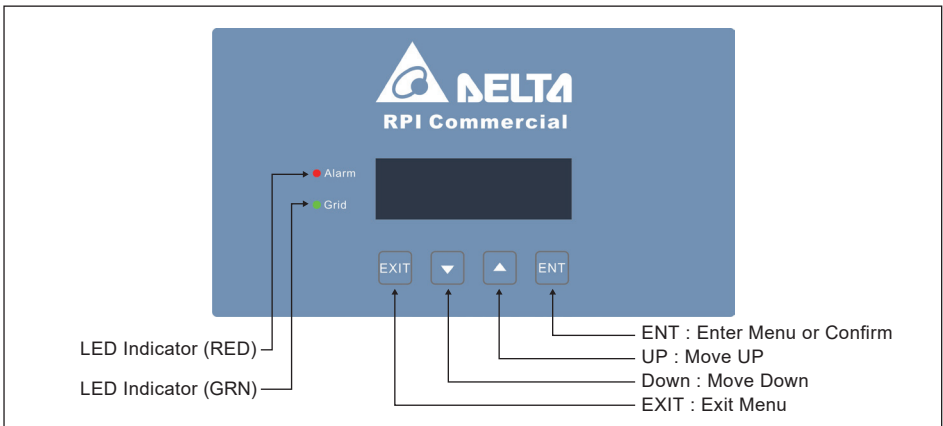 DELTA
RPI Commercial
Alarm
Grid
EXIT
ENT
LED Indicator (RED)
LED Indicator (GRN)
ENT : Enter Menu or Confirm
UP : Move UP
Down : Move Down
EXIT : Exit Menu